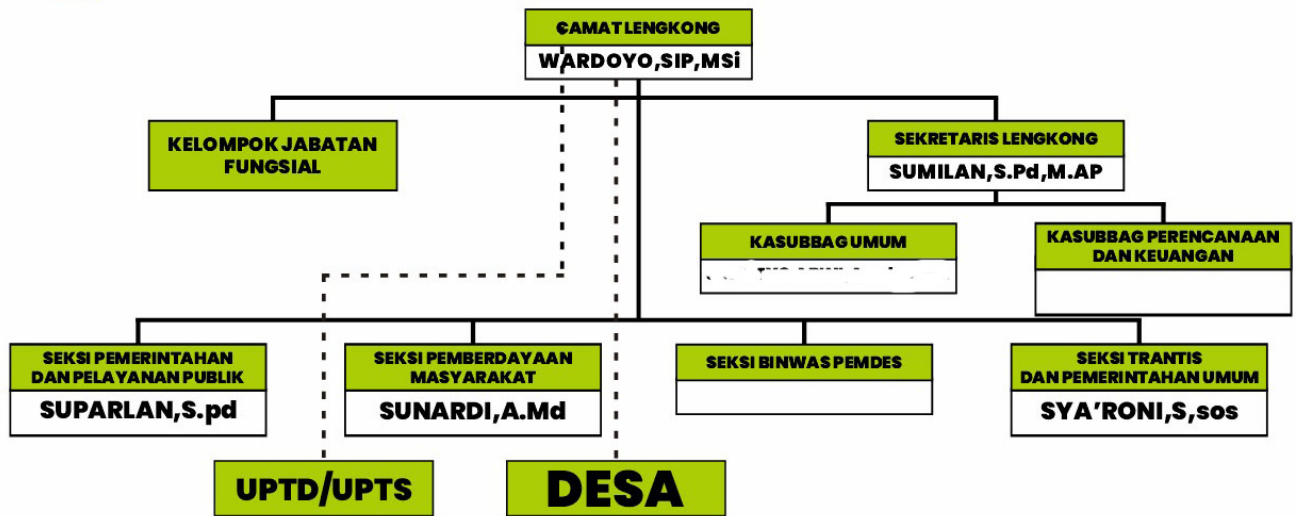 CAMAT LENGKONG
WARDOYO,SIP,MSi
KELOMPOK JABATAN
FUNGSIAL
SEKRETARIS LENGKONG
SUMILAN,S.Pd,M.AP
KASUBBAG UMUM
KASUBBAG PERENCANAAN
DAN KEUANGAN
SEKSI PEMERINTAHAN
DAN PELAYANAN PUBLIK
SUPARLAN,S.pd
SEKSI PEMBERDAYAAN
MASYARAKAT
SUNARDI,A.Md
SEKSI BINWAS PEMDES
SEKSI TRANTIS
DAN PEMERINTAHAN UMUM
SYA'RONI,S,sos
UPTD/UPTS
DESA